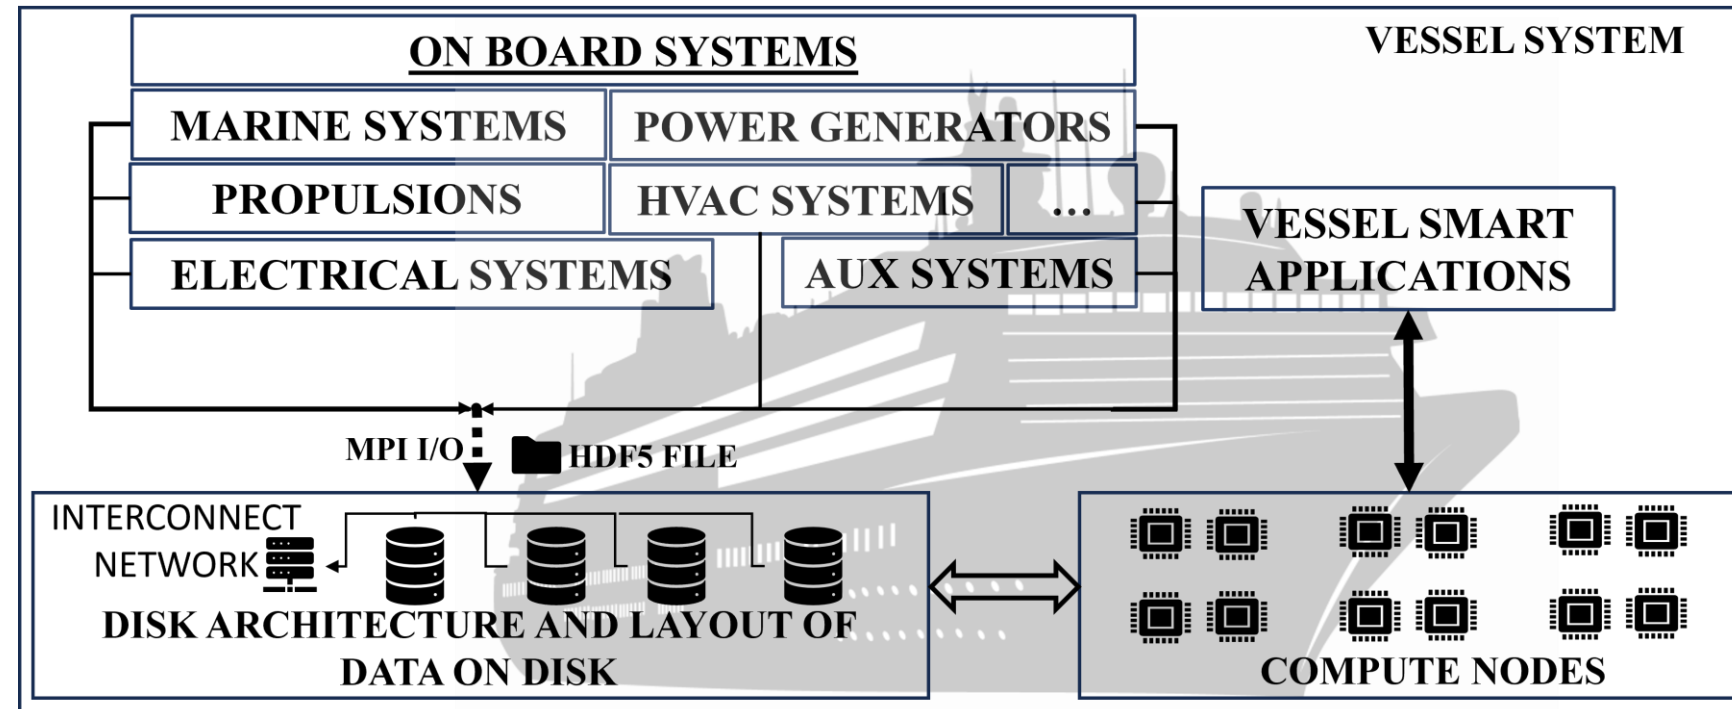 VESSEL SYSTEM
ON BOARD SYSTEMS
MARINE SYSTEMS
POWER GENERATORS
PROPULSIONS
HVAC SYSTEMS
...
ELECTRICAL SYSTEMS
AUX SYSTEMS
VESSEL SMART
APPLICATIONS
MPI I/O
HDF5 FILE
INTERCONNECT
NETWORK
DISK ARCHITECTURE AND LAYOUT OF
DATA ON DISK
COMPUTE NODES